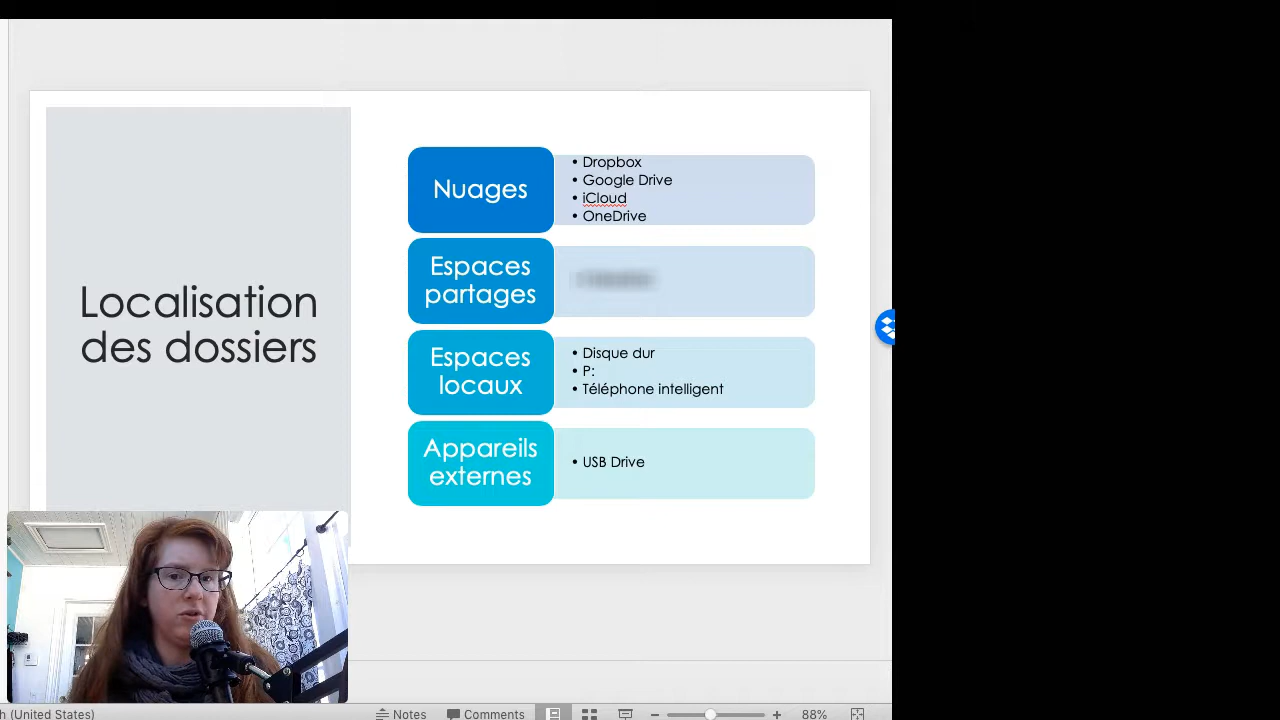 Localisation
des dossiers
Nuages
• Dropbox
• Google Drive
• iCloud
• OneDrive
Espaces
partages
Espaces
locaux
• Disque dur
• P:
• Téléphone intelligent
Appareils
externes
• USB Drive
(United States)
Notes
Comments
88%